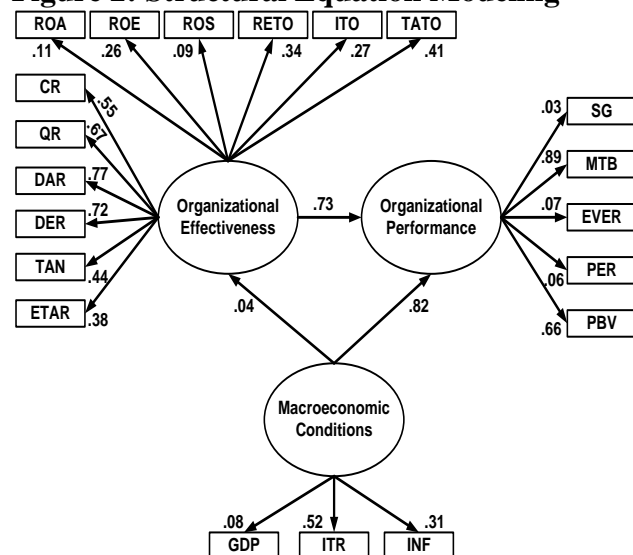 Figure 2. Structural Equation Modeling
ROA ROE ROS RETO ITO TATO
.11 .26 .09 .34 .27 .41
CR
.55
QR
.67
DAR
.77
DER
.72
TAN
.44
ETAR
.38
Organizational
Effectiveness
.73
Organizational
Performance
.03
SG
.89
MTB
.07
EVER
.06
PER
.66
PBV
.04
.82
Macroeconomic
Conditions
.08 .52 .31
GDP ITR INF